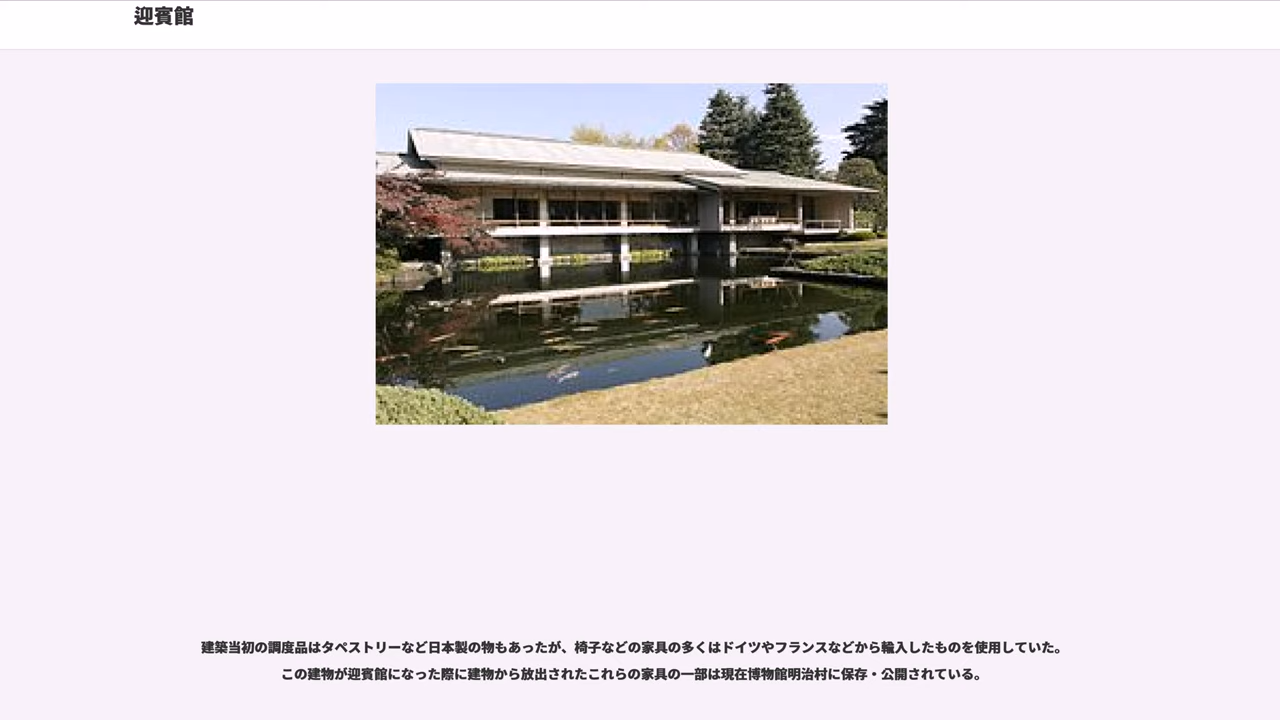 迎賓館
建築当初の調度品はタペストリーなど日本製の物もあったが、椅子などの家具の多くはドイツやフランスなどから輸入したものを使用していた。
この建物が迎賓館になった際に建物から放出されたこれらの家具の一部は現在博物館明治村に保存・公開されている。